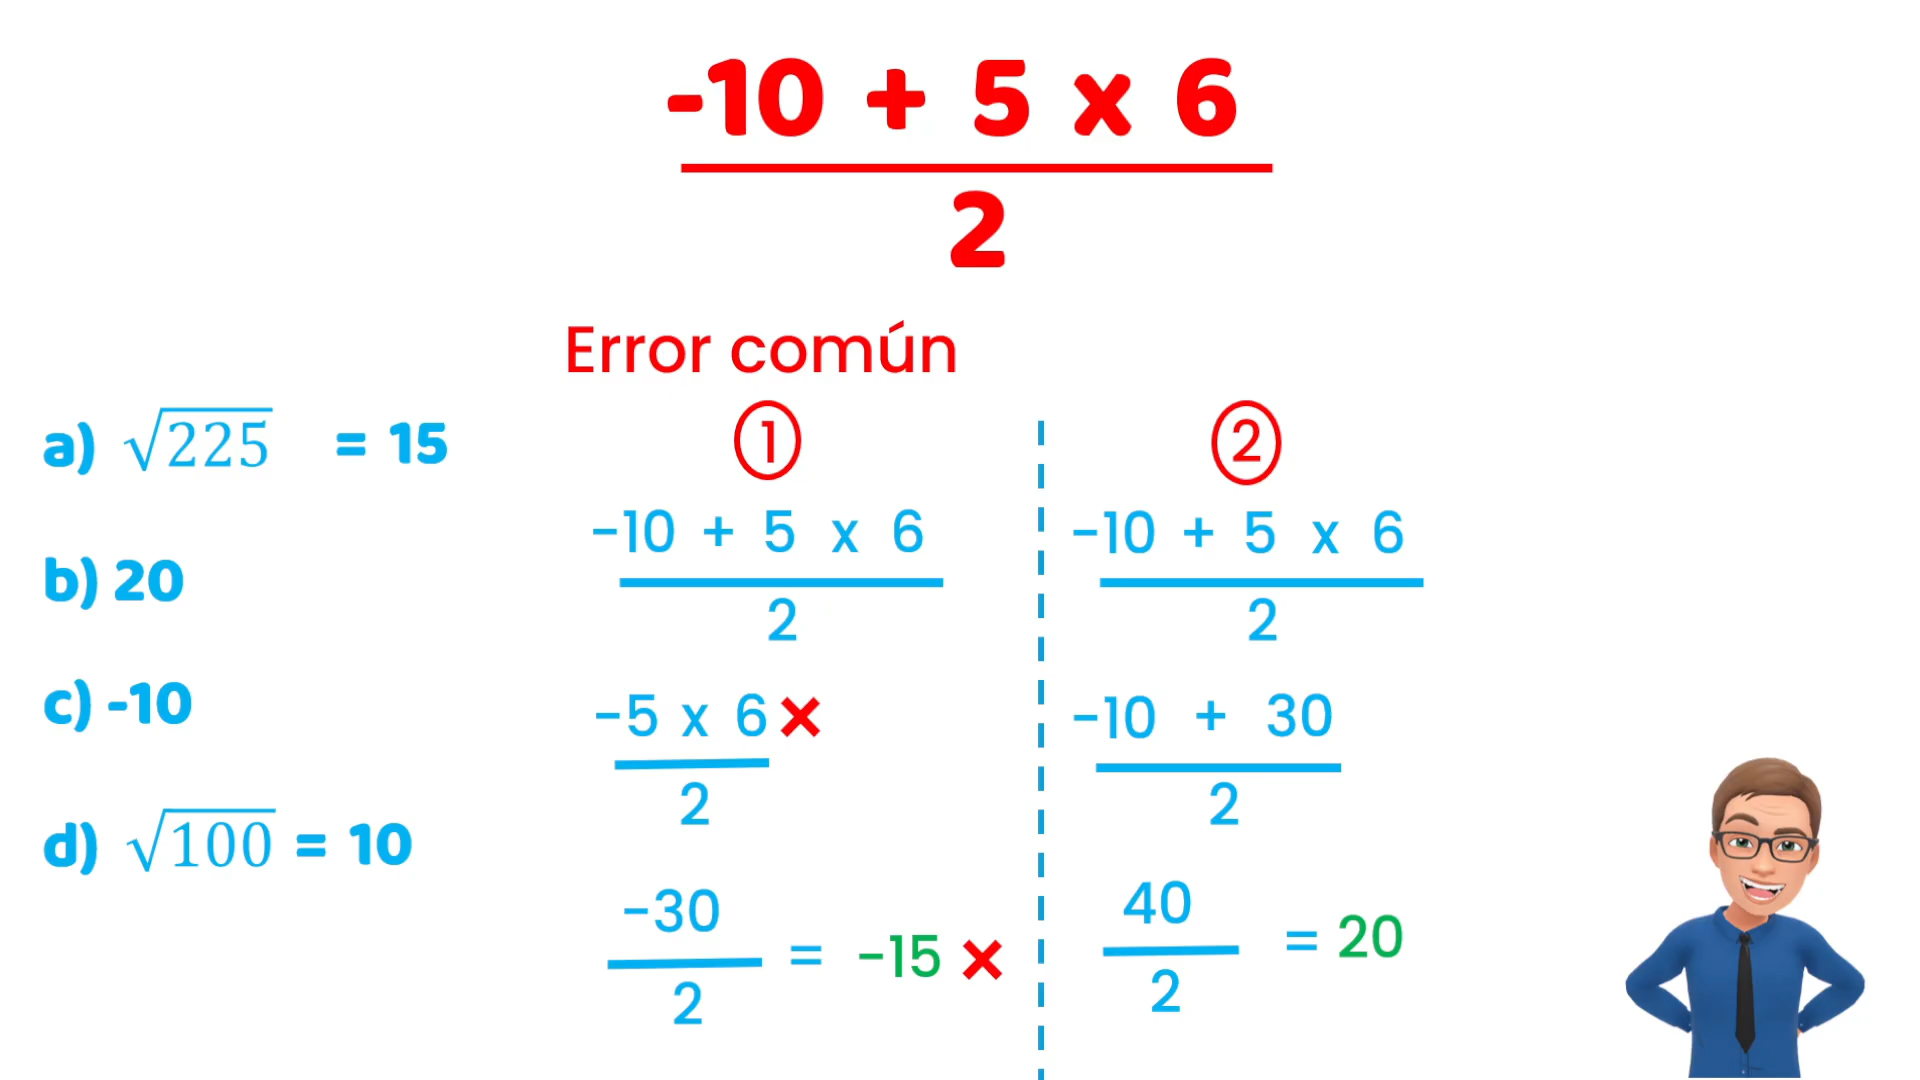 -10 + 5 x 6
2
Error común
a) √225 = 15
b) 20
c) -10
d) √100 = 10
1
-10 + 5 x 6
2
-5 x 6 ×
2
-30
2
= -15 ×
2
-10 + 5 x 6
2
-10 + 30
2
40
2
= 20